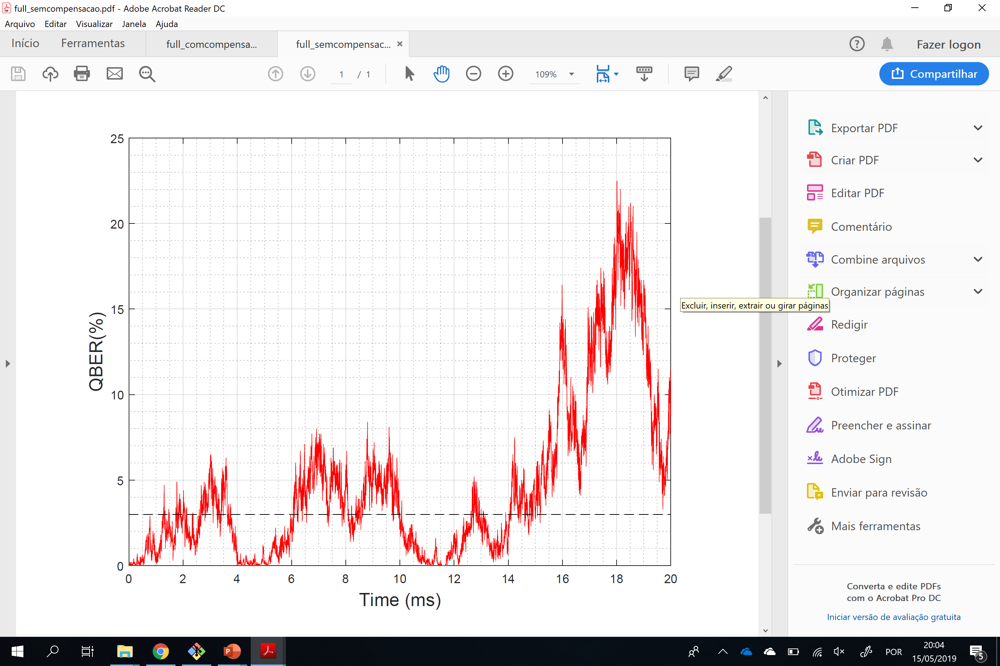 full_semcompensacao.pdf - Adobe Acrobat Reader DC
Arquivo Editar Visualizar Janela Ajuda
Início Ferramentas full_comcompensa... full_semcompensac... Fazer logon
1 / 1 109% Compartilhar
Exportar PDF
Criar PDF
Editar PDF
Comentário
Combine arquivos
Organizar páginas
Excluir, inserir, extrair ou girar páginas
Redigir
Proteger
Otimizar PDF
Preencher e assinar
Adobe Sign
Enviar para revisão
Mais ferramentas
Converta e edite PDFs
com o Acrobat Pro DC
Iniciar versão de avaliação gratuita
25
20
15
10
5
0
QBER(%)
0 2 4 6 8 10 12 14 16 18 20
Time (ms)
POR
20:04
15/05/2019
5